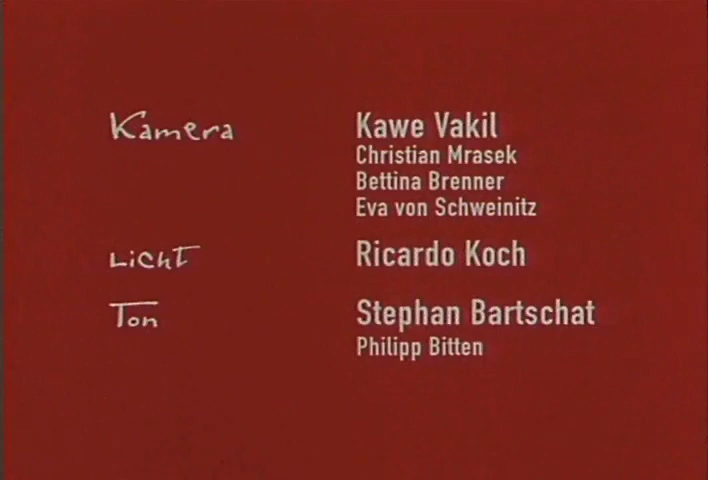 Kamera Kawe Vakil
Christian Mrasek
Bettina Brenner
Eva von Schweinitz
Licht Ricardo Koch
Ton Stephan Bartschat
Philipp Bitten